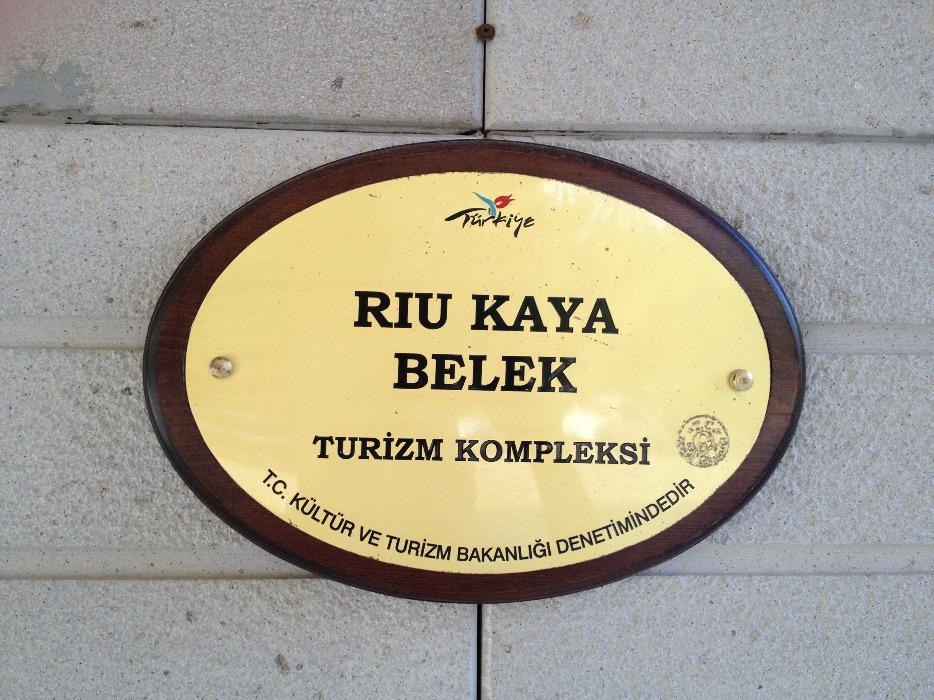 Türkiye
RIU KAYA
BELEK
TURİZM KOMPLEKSİ
T.C. KÜLTÜR VE TURİZM BAKANLIĞI DENETİMİNDEDİR